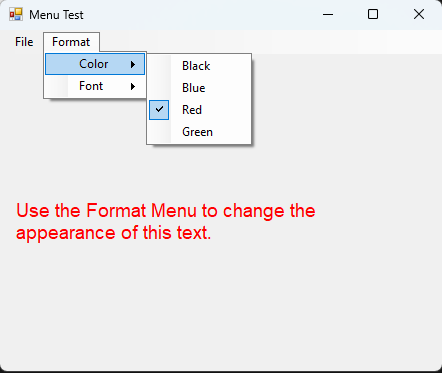 Menu Test
File Format
Color
Font
Black
Blue
Red
Green
Use the Format Menu to change the
appearance of this text.